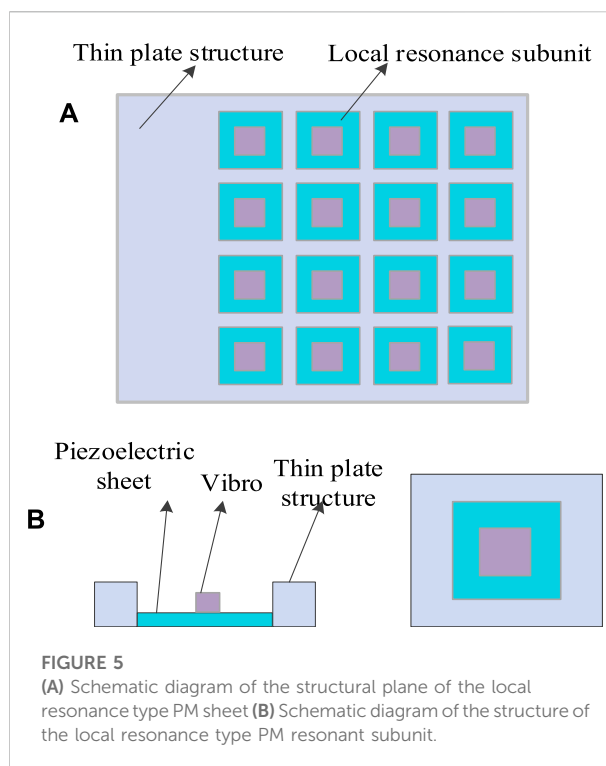 Thin plate structure
Local resonance subunit
A
Piezoelectric
sheet
Vibro
Thin plate
structure
B
FIGURE 5
(A) Schematic diagram of the structural plane of the local
resonance type PM sheet (B) Schematic diagram of the structure of
the local resonance type PM resonant subunit.